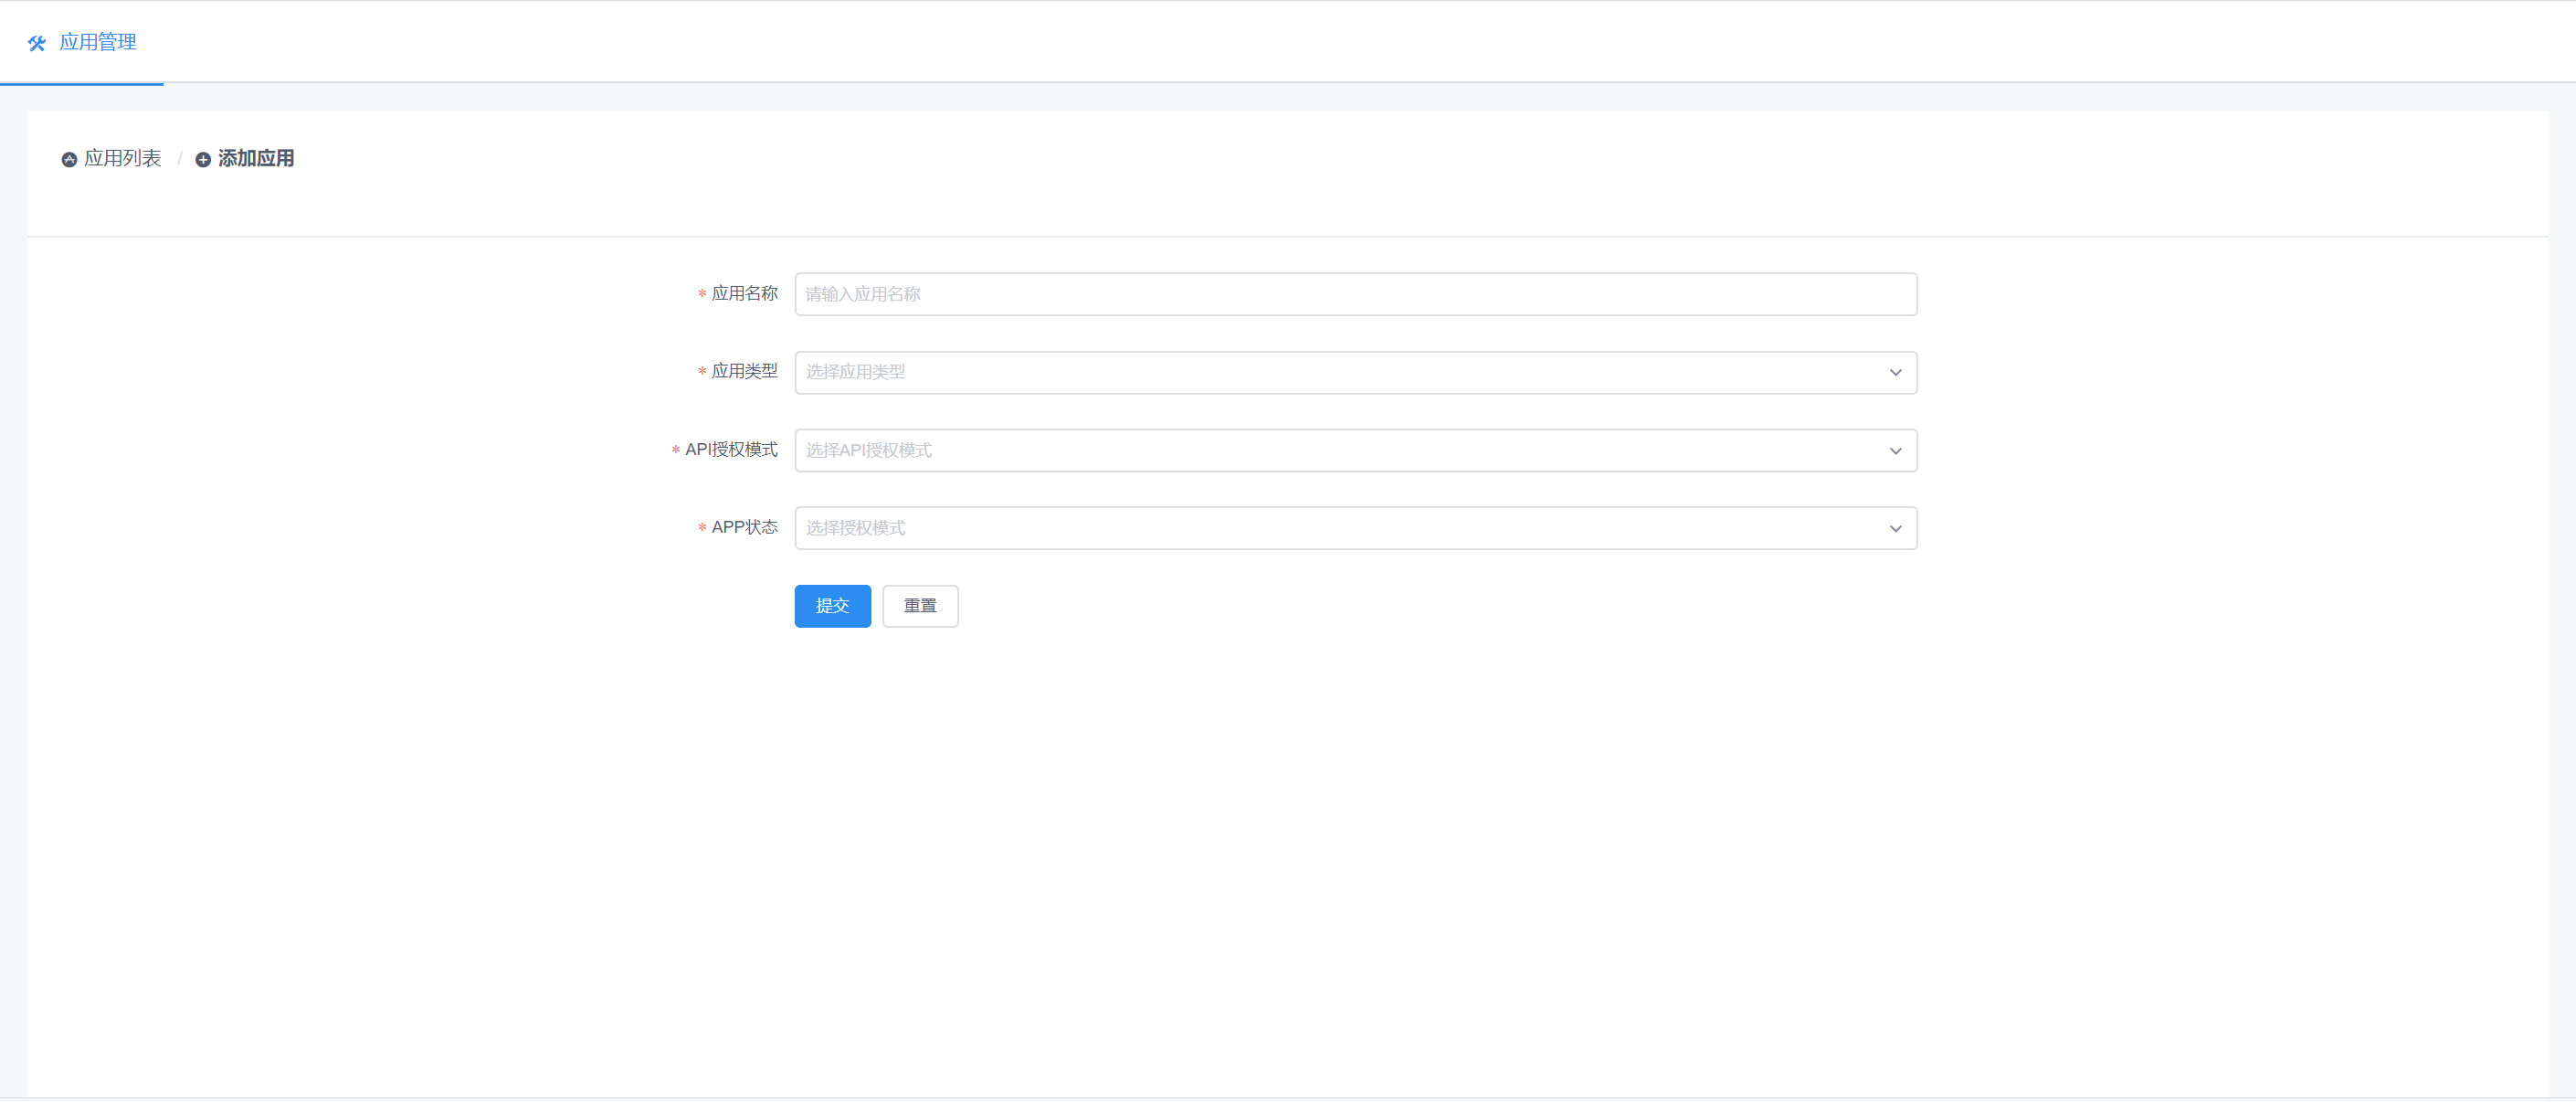 应用管理
应用列表 / 添加应用
* 应用名称 请输入应用名称
* 应用类型 选择应用类型
* API授权模式 选择API授权模式
* APP状态 选择授权模式
提交 重置